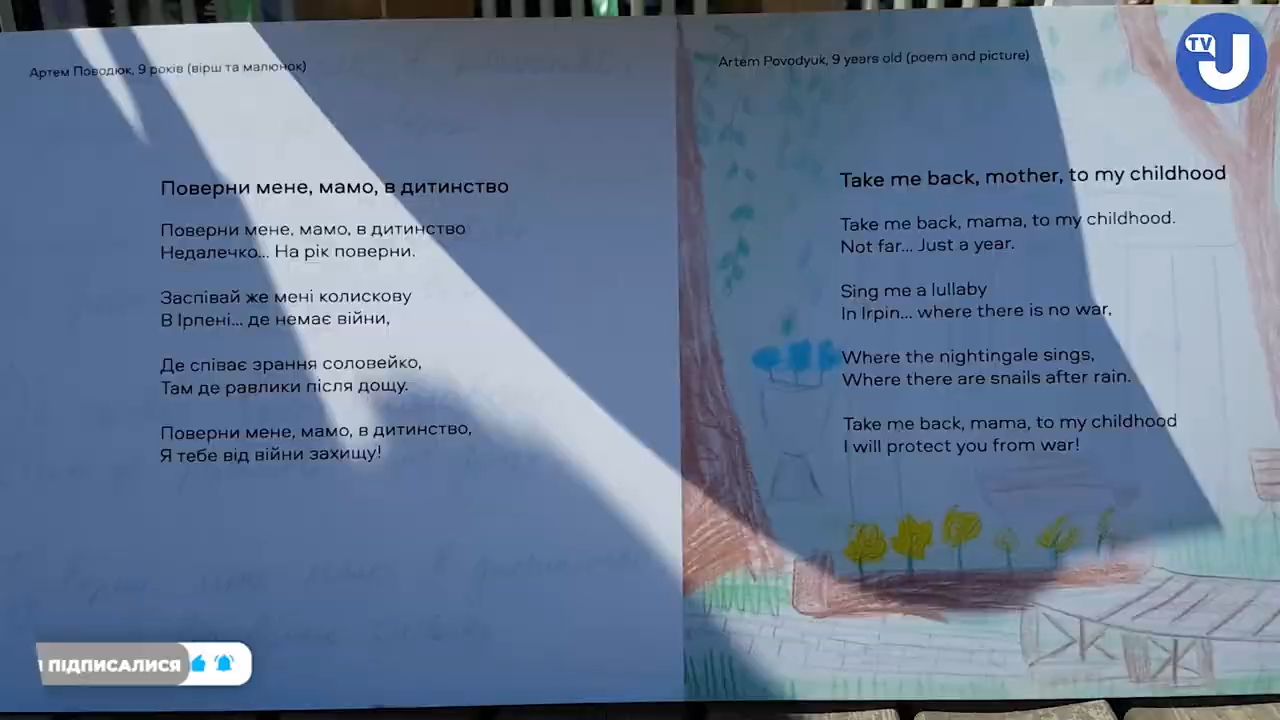 Артем Поводюк, 9 років (вірш та малюнок)
Поверни мене, мамо, в дитинство
Поверни мене, мамо, в дитинство
Недалечко... На рік поверни.
Заспівай же мені колискову
В Ірпені... де немає війни,
Де співає зрання соловейко,
Там де равлики після дощу.
Поверни мене, мамо, в дитинство,
Я тебе від війни захищу!
Artem Povodyuk, 9 years old (poem and picture)
Take me back, mother, to my childhood
Take me back, mama, to my childhood.
Not far... Just a year.
Sing me a lullaby
In Irpin... where there is no war,
Where the nightingale sings,
Where there are snails after rain.
Take me back, mama, to my childhood
I will protect you from war!
TV U
ПІДПИСАЛИСЯ